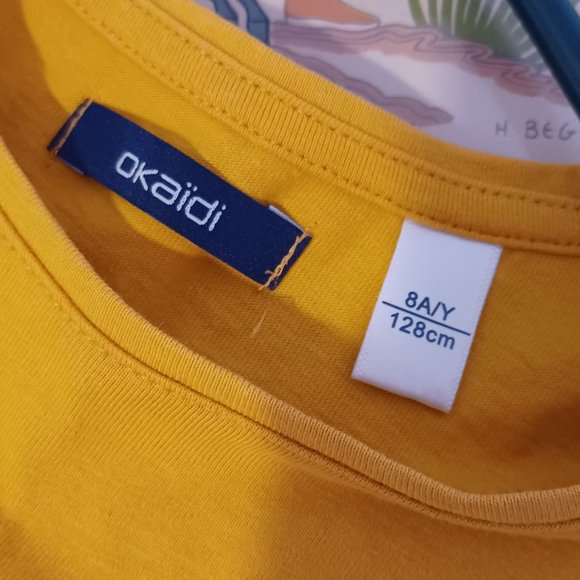 H. BEG
okaïdi
8A/Y
128cm